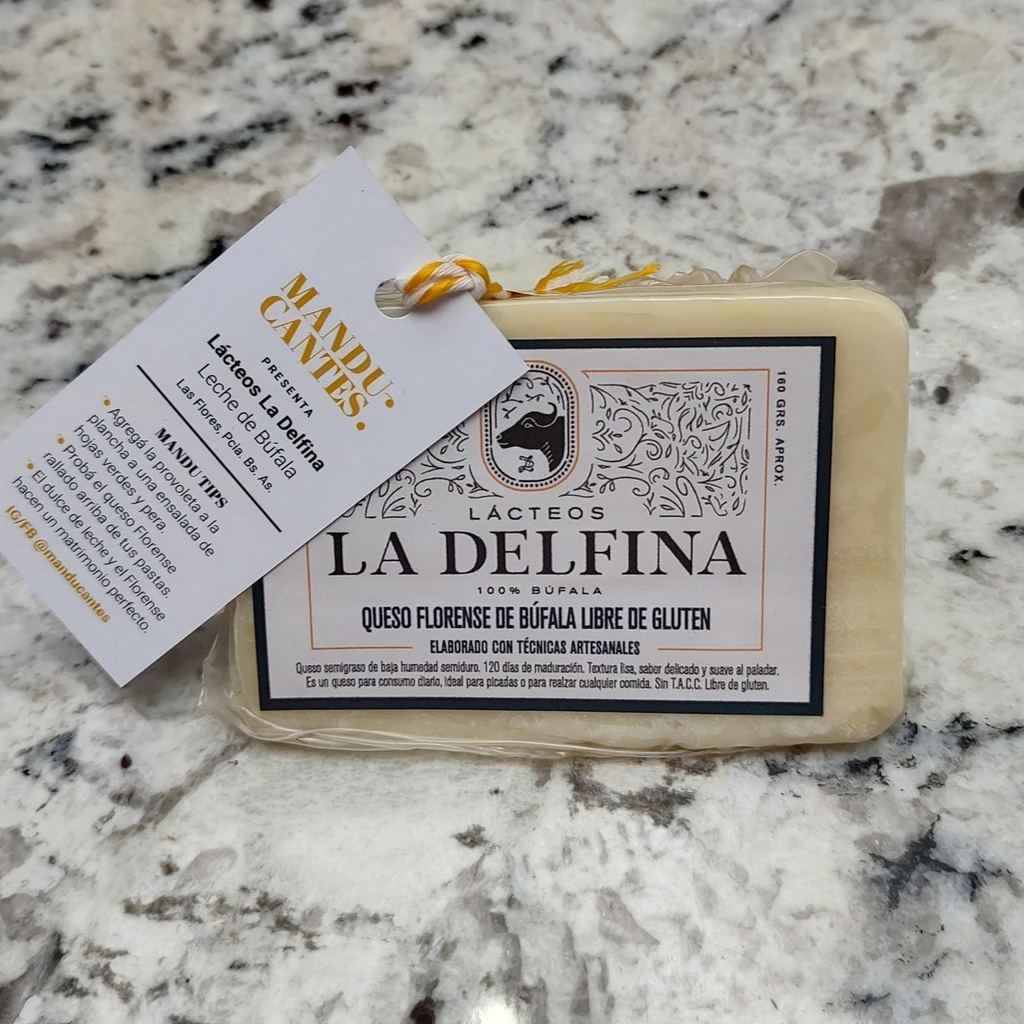 MANDU-
CANTES.
PRESENTA
Lácteos La Delfina
Leche de Búfala
Las Flores, Pcia. Bs. As.
MANDUTIPS
• Agregá la provoleta a la
plancha a una ensalada de
hojas verdes y pera.
• Probá el queso Florense
rallado arriba de tus pastas.
• El dulce de leche y el Florense
hacen un matrimonio perfecto.
IG/FB @manducantes
160 GRS. APROX.
LÁCTEOS
LA DELFINA
100% BÚFALA
QUESO FLORENSE DE BÚFALA LIBRE DE GLUTEN
ELABORADO CON TÉCNICAS ARTESANALES
Queso semigraso de baja humedad semiduro. 120 días de maduración. Textura lisa, sabor delicado y suave al paladar.
Es un queso para consumo diario, ideal para picadas o para realzar cualquier comida. Sin T.A.C.C. Libre de gluten.